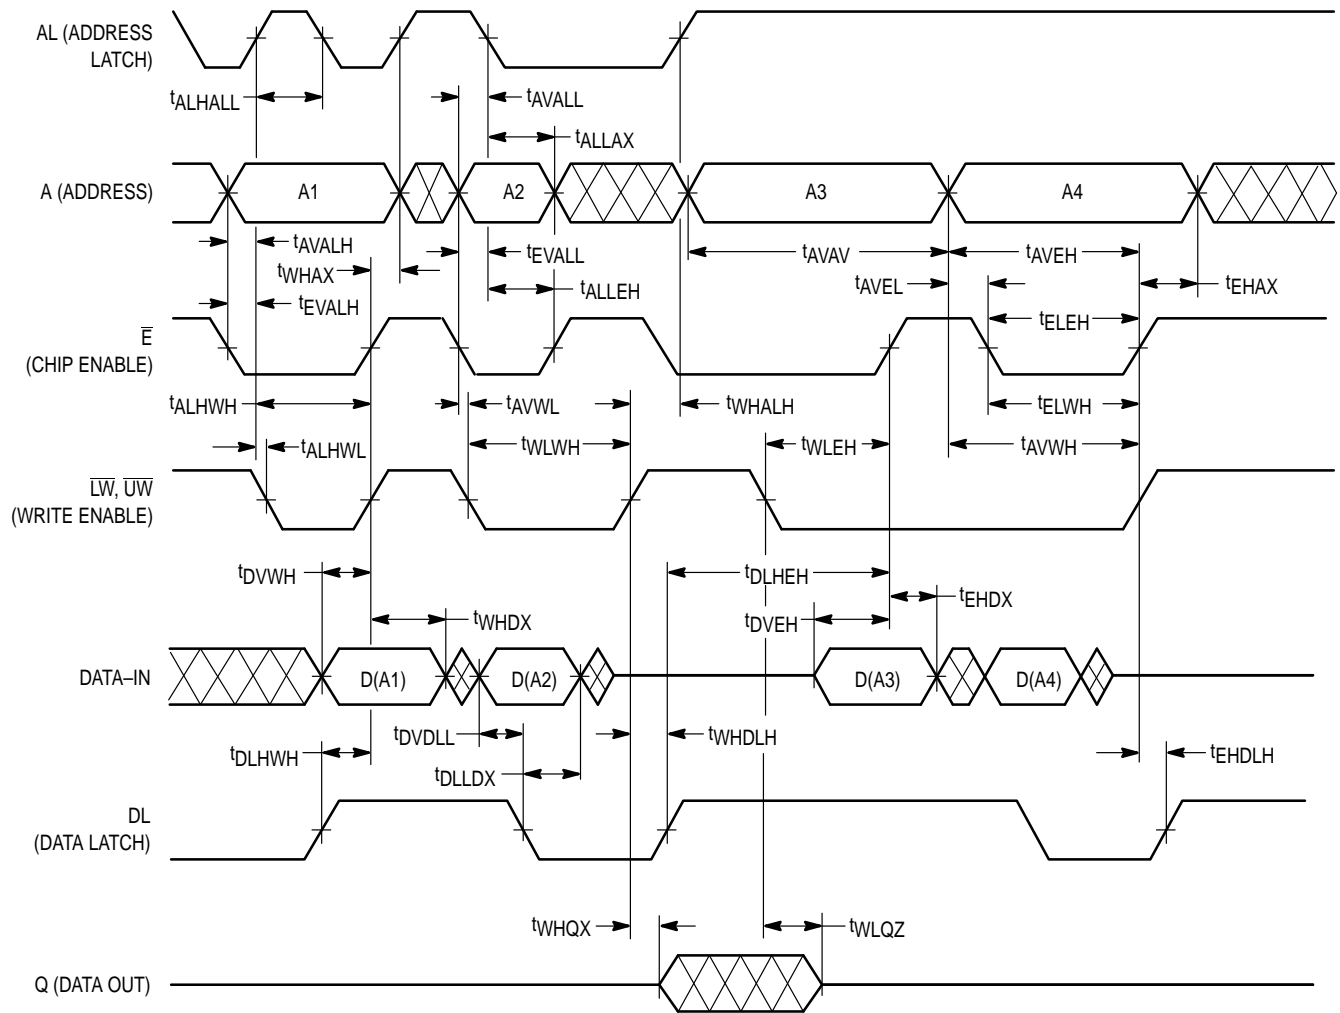 AL (ADDRESS
LATCH)
tALHALL
tAVALL
tALLAX
A (ADDRESS)
A1
A2
A3
A4
tAVALH
tEVALL
tAVAV
tAVEH
tWHAX
tALLEH
tAVEL
tEHAX
tEVALH
tELEH
E̅
(CHIP ENABLE)
tALHWH
tAVWL
tWHALH
tELWH
tALHWL
tWLWH
tWLEH
tAVWH
L̅W̅, U̅W̅
(WRITE ENABLE)
tDVWH
tDLHEH
tEHDX
tWHDX
tDVEH
DATA–IN
D(A1)
D(A2)
D(A3)
D(A4)
tDVDLL
tWHDLH
tDLHWH
tEHDLH
tDLLDX
DL
(DATA LATCH)
tWHQX
tWLQZ
Q (DATA OUT)